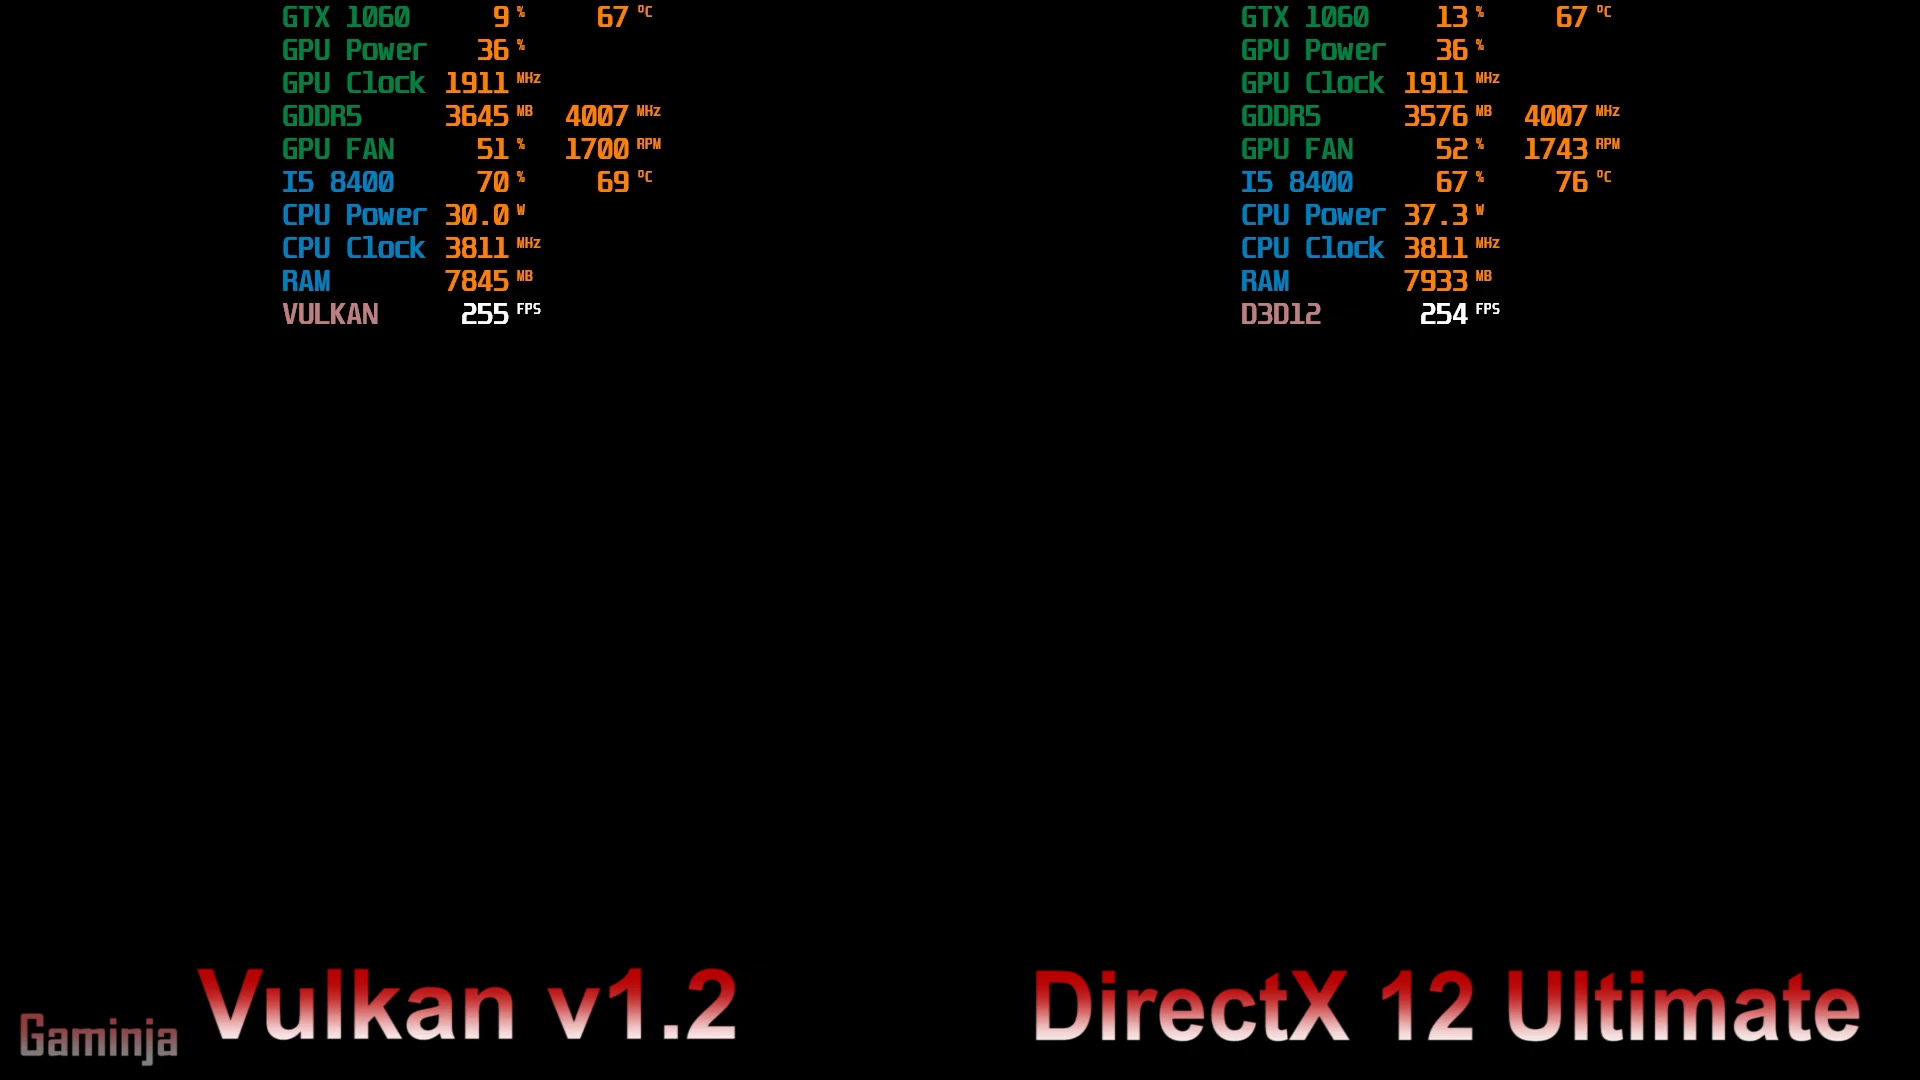 GTX 1060 9 % 67 °C
GPU Power 36 %
GPU Clock 1911 MHz
GDDR5 3645 MB 4007 MHz
GPU FAN 51 % 1700 RPM
I5 8400 70 % 69 °C
CPU Power 30.0 W
CPU Clock 3811 MHz
RAM 7845 MB
VULKAN 255 FPS
GTX 1060 13 % 67 °C
GPU Power 36 %
GPU Clock 1911 MHz
GDDR5 3576 MB 4007 MHz
GPU FAN 52 % 1743 RPM
I5 8400 67 % 76 °C
CPU Power 37.3 W
CPU Clock 3811 MHz
RAM 7933 MB
D3D12 254 FPS
Gaminja
Vulkan v1.2
DirectX 12 Ultimate